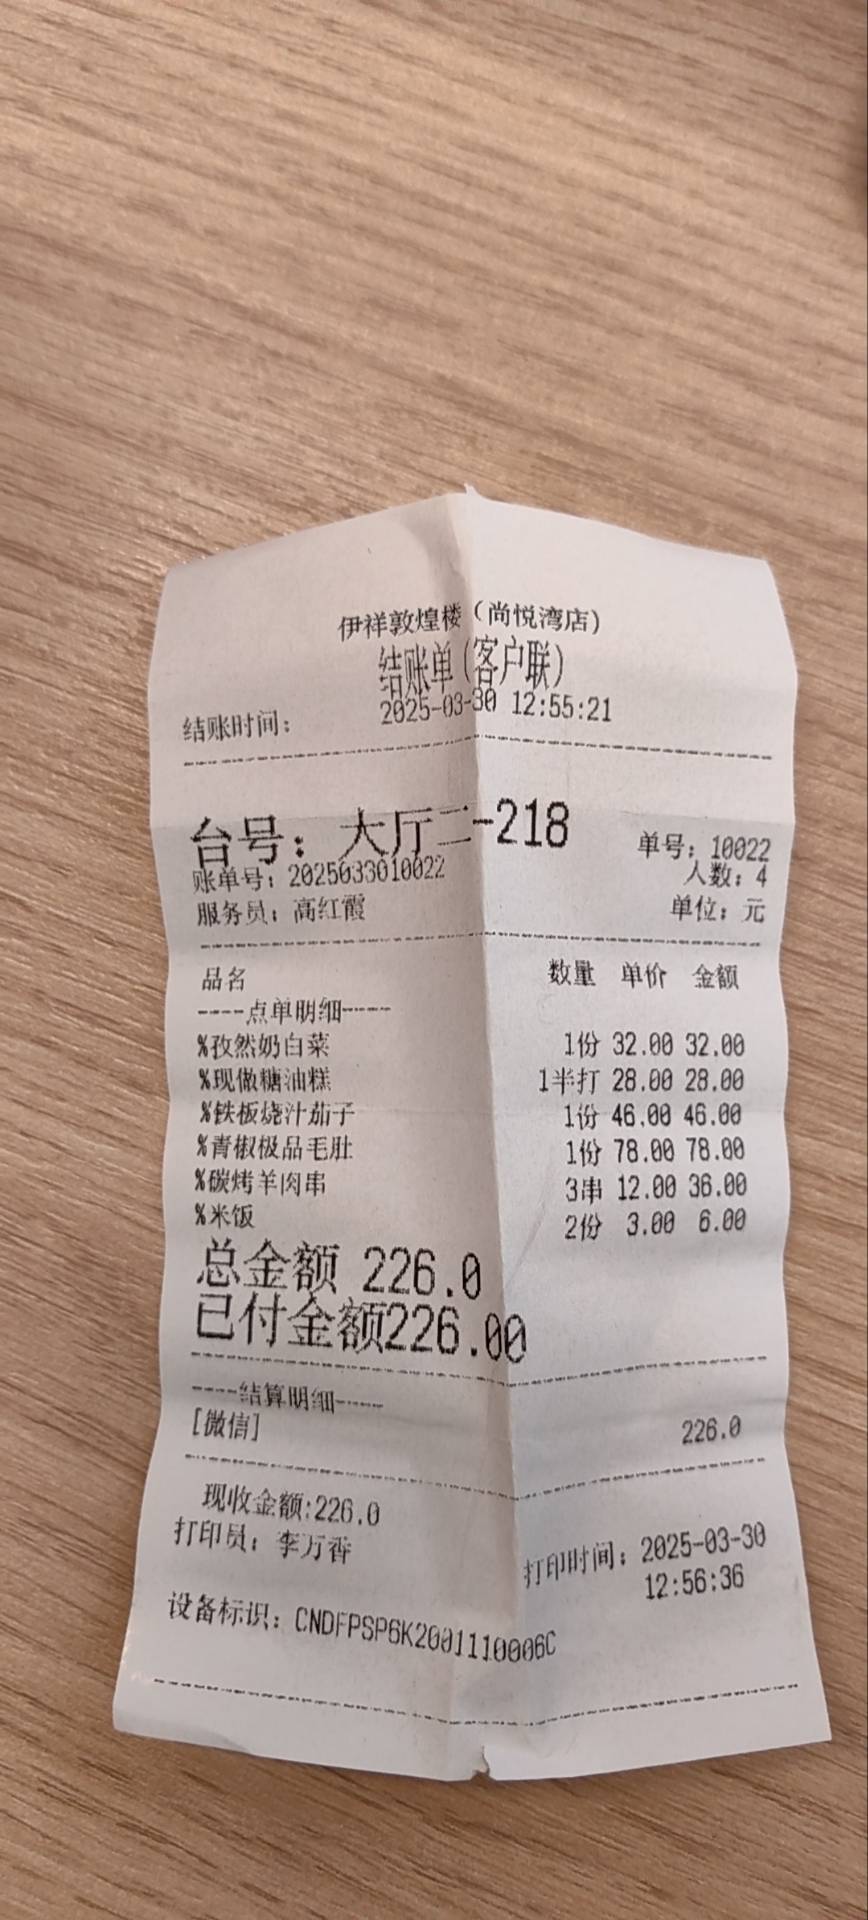 伊祥敦煌楼(尚悦湾店)
结账单(客户联)
结账时间: 2025-03-30 12:55:21
台号: 大厅二-218
单号: 10022
账单号: 2025033010022 人数: 4
服务员: 高红霞 单位: 元
品名 数量 单价 金额
----点单明细----
%孜然奶白菜 1份 32.00 32.00
%现做糖油糕 1半打 28.00 28.00
%铁板烧汁茄子 1份 46.00 46.00
%青椒极品毛肚 1份 78.00 78.00
%碳烤羊肉串 3串 12.00 36.00
%米饭 2份 3.00 6.00
总金额 226.0
已付金额226.00
----结算明细----
[微信] 226.0
现收金额:226.0
打印员: 李万香 打印时间: 2025-03-30
12:56:36
设备标识: CNDFPSP6K2001110006C